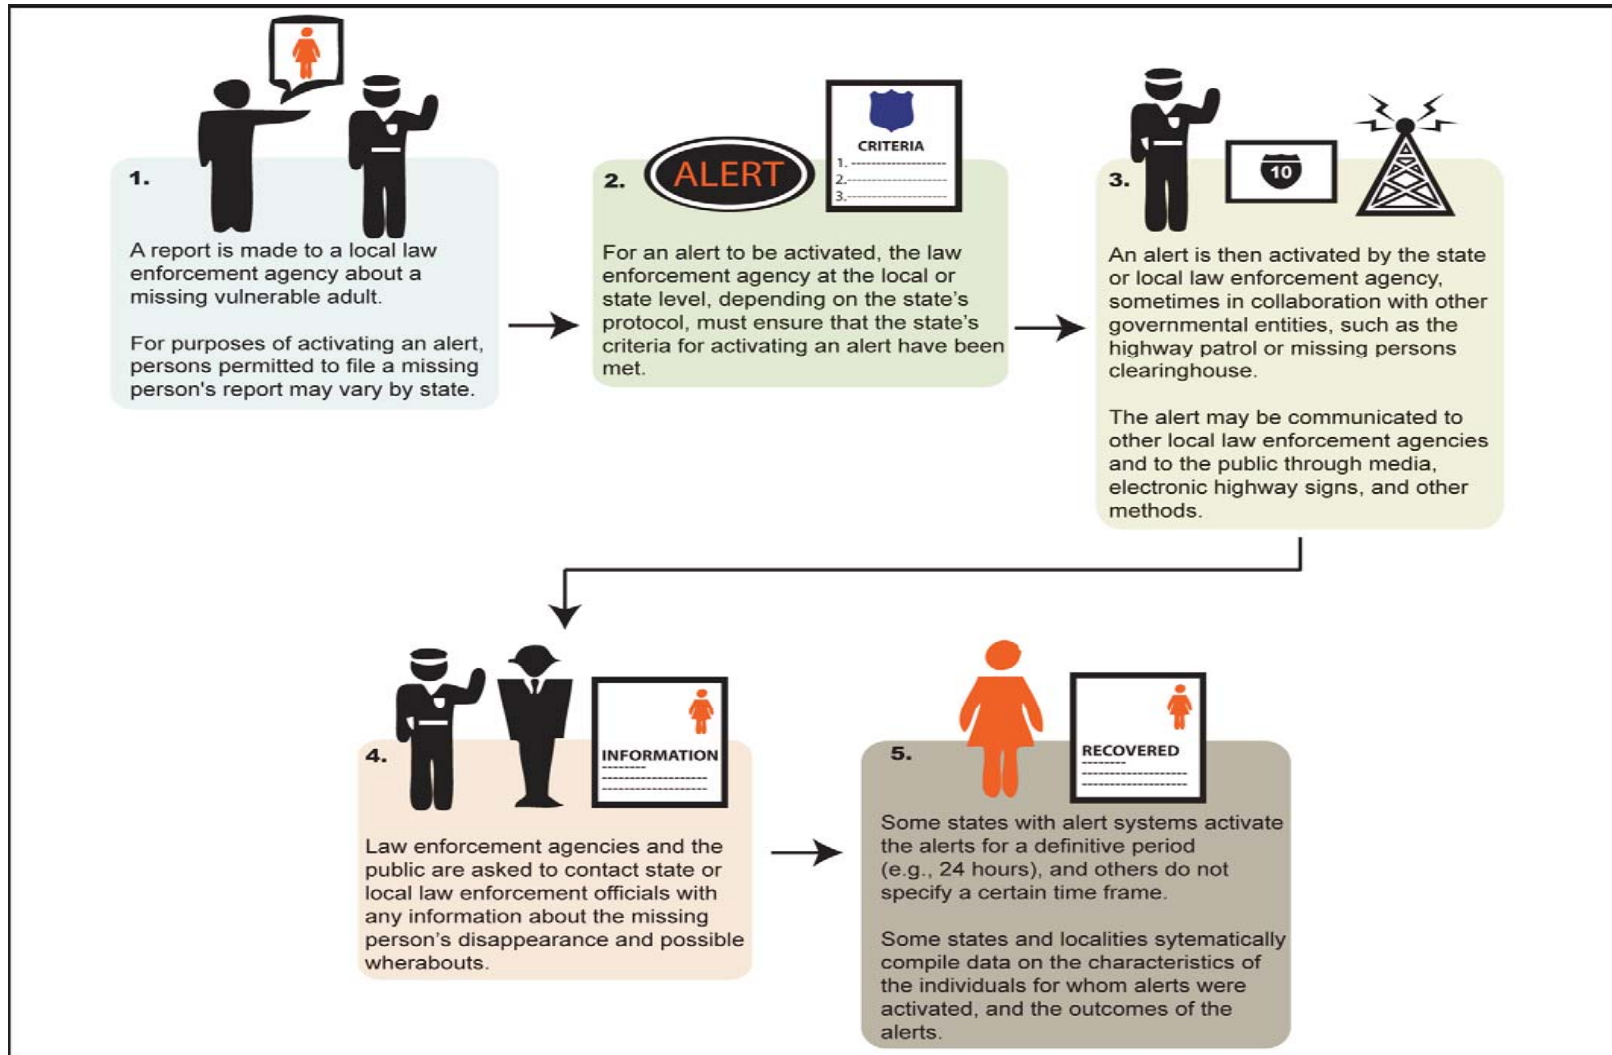 1.
A report is made to a local law
enforcement agency about a
missing vulnerable adult.
For purposes of activating an alert,
persons permitted to file a missing
person's report may vary by state.
2.
ALERT
CRITERIA
1.
2.
3.
For an alert to be activated, the law
enforcement agency at the local or
state level, depending on the state's
protocol, must ensure that the state's
criteria for activating an alert have been
met.
3.
10
An alert is then activated by the state
or local law enforcement agency,
sometimes in collaboration with other
governmental entities, such as the
highway patrol or missing persons
clearinghouse.
The alert may be communicated to
other local law enforcement agencies
and to the public through media,
electronic highway signs, and other
methods.
4.
INFORMATION
Law enforcement agencies and the
public are asked to contact state or
local law enforcement officials with
any information about the missing
person's disappearance and possible
wherabouts.
5.
RECOVERED
Some states with alert systems activate
the alerts for a definitive period
(e.g., 24 hours), and others do not
specify a certain time frame.
Some states and localities sytematically
compile data on the characteristics of
the individuals for whom alerts were
activated, and the outcomes of the
alerts.